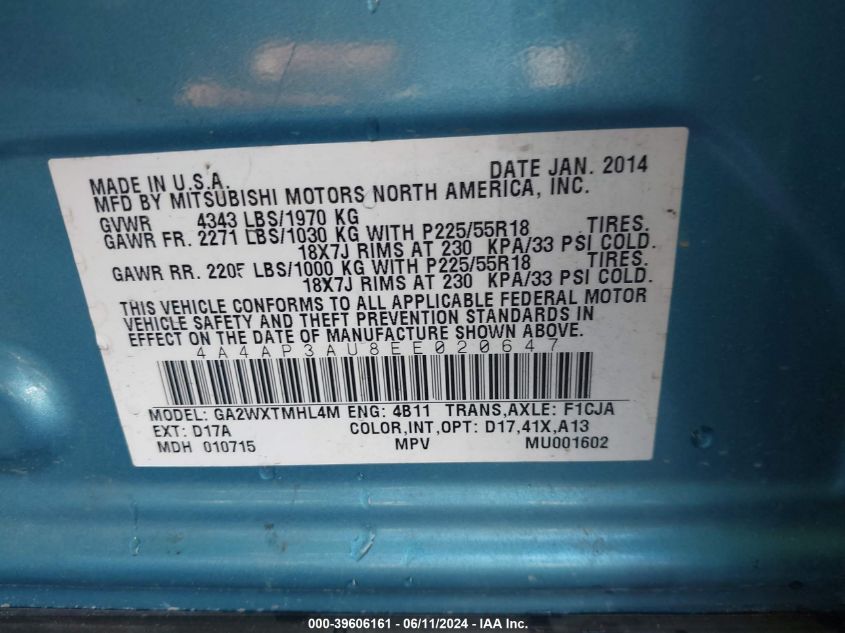 MADE IN U.S.A. DATE JAN. 2014
MFD BY MITSUBISHI MOTORS NORTH AMERICA, INC.
GVWR 4343 LBS/1970 KG
GAWR FR. 2271 LBS/1030 KG WITH P225/55R18 TIRES.
18X7J RIMS AT 230 KPA/33 PSI COLD.
GAWR RR. LBS/1000 KG WITH P225/55R18 TIRES.
18X7J RIMS AT 230 KPA/33 PSI COLD.
THIS VEHICLE CONFORMS TO ALL APPLICABLE FEDERAL MOTOR
VEHICLE SAFETY AND THEFT PREVENTION STANDARDS IN
EFFECT ON THE DATE OF MANUFACTURE SHOWN ABOVE.
4A4AP3AU8EE020647
MODEL: GA2WXTMHL4M ENG: 4B11 TRANS,AXLE: F1CJA
EXT: D17A COLOR,INT,OPT: D17,41X,A13
MDH 010715 MPV MU001602
000-39606161 - 06/11/2024 - IAA Inc.